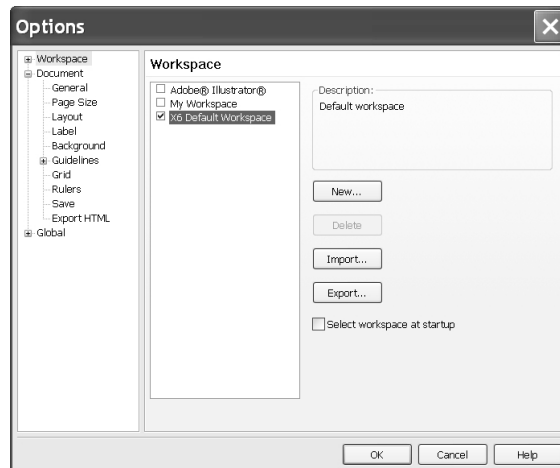 Options
Workspace
Document
General
Page Size
Layout
Label
Background
Guidelines
Grid
Rulers
Save
Export HTML
Global
Workspace
Adobe® Illustrator®
My Workspace
X6 Default Workspace
Description:
Default workspace
New...
Delete
Import...
Export...
Select workspace at startup
OK
Cancel
Help